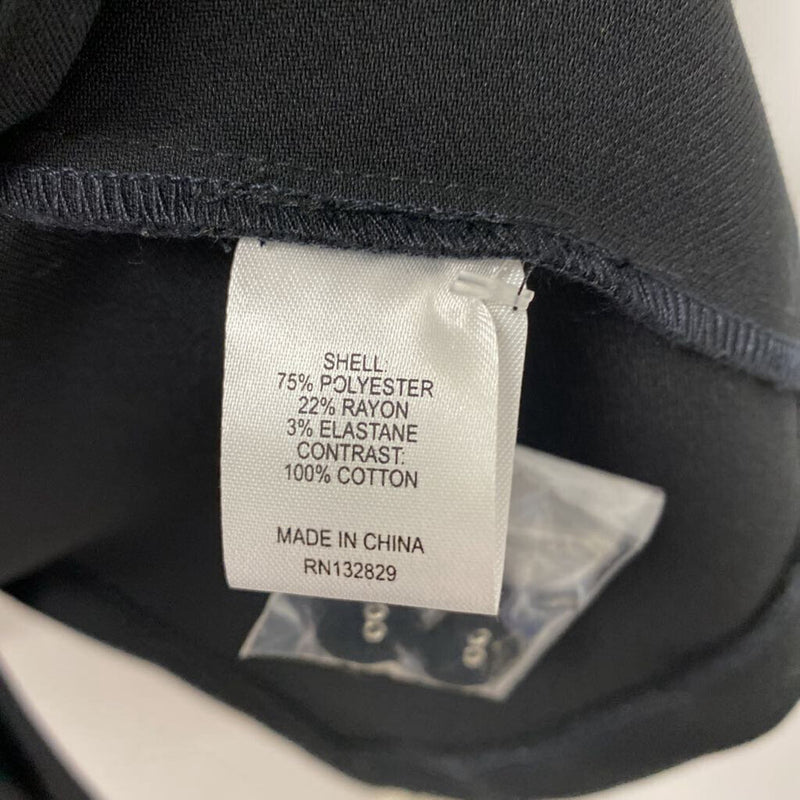 SHELL:
75% POLYESTER
22% RAYON
3% ELASTANE
CONTRAST:
100% COTTON
MADE IN CHINA
RN132829